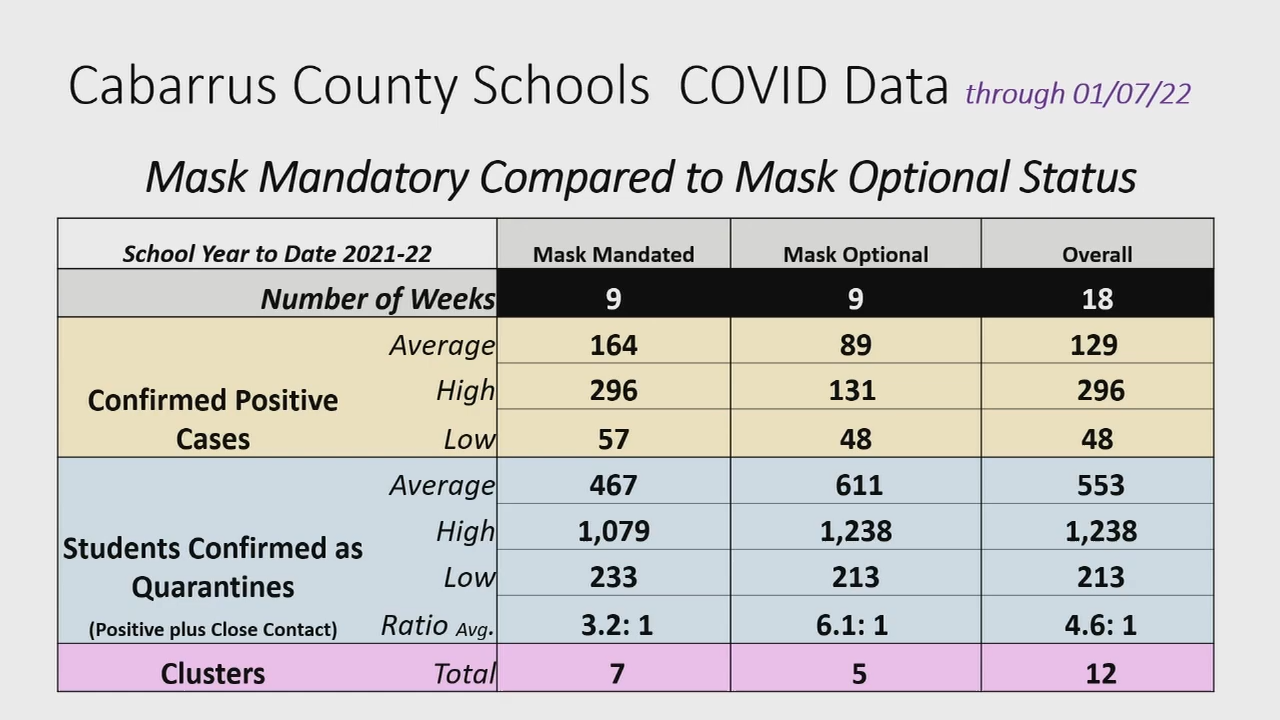 Cabarrus County Schools COVID Data through 01/07/22
Mask Mandatory Compared to Mask Optional Status
School Year to Date 2021-22 Mask Mandated Mask Optional Overall
Number of Weeks 9 9 18
Average 164 89 129
Confirmed Positive High 296 131 296
Cases Low 57 48 48
Average 467 611 553
Students Confirmed as High 1,079 1,238 1,238
Quarantines Low 233 213 213
(Positive plus Close Contact) Ratio Avg. 3.2: 1 6.1: 1 4.6: 1
Clusters Total 7 5 12